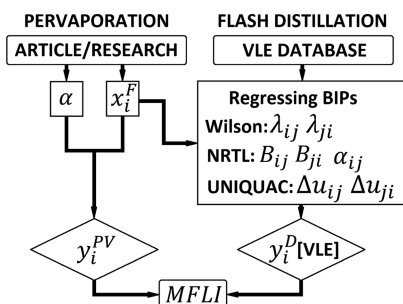 PERVAPORATION
FLASH DISTILLATION
ARTICLE/RESEARCH
VLE DATABASE
α
x_i^F
Regressing BIPs
Wilson: λ_ij λ_ji
NRTL: B_ij B_ji α_ij
UNIQUAC: Δu_ij Δu_ji
y_i^PV
y_i^D[VLE]
MFLI